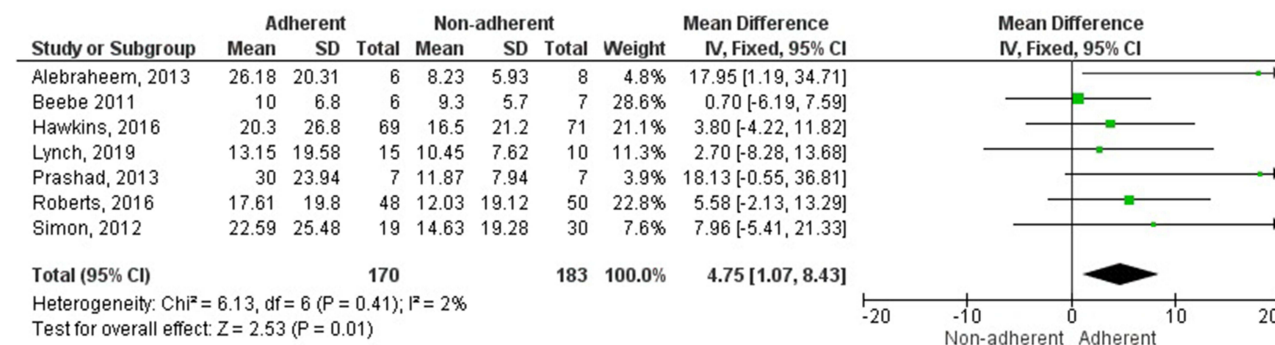 Adherent Non-adherent Mean Difference Mean Difference
Study or Subgroup Mean SD Total Mean SD Total Weight IV, Fixed, 95% CI IV, Fixed, 95% CI
Alebraheem, 2013 26.18 20.31 6 8.23 5.93 8 4.8% 17.95 [1.19, 34.71]
Beebe 2011 10 6.8 6 9.3 5.7 7 28.6% 0.70 [-6.19, 7.59]
Hawkins, 2016 20.3 26.8 69 16.5 21.2 71 21.1% 3.80 [-4.22, 11.82]
Lynch, 2019 13.15 19.58 15 10.45 7.62 10 11.3% 2.70 [-8.28, 13.68]
Prashad, 2013 30 23.94 7 11.87 7.94 7 3.9% 18.13 [-0.55, 36.81]
Roberts, 2016 17.61 19.8 48 12.03 19.12 50 22.8% 5.58 [-2.13, 13.29]
Simon, 2012 22.59 25.48 19 14.63 19.28 30 7.6% 7.96 [-5.41, 21.33]
Total (95% CI) 170 183 100.0% 4.75 [1.07, 8.43]
Heterogeneity: Chi² = 6.13, df = 6 (P = 0.41); I² = 2%
Test for overall effect: Z = 2.53 (P = 0.01)
-20 -10 0 10 20
Non-adherent Adherent